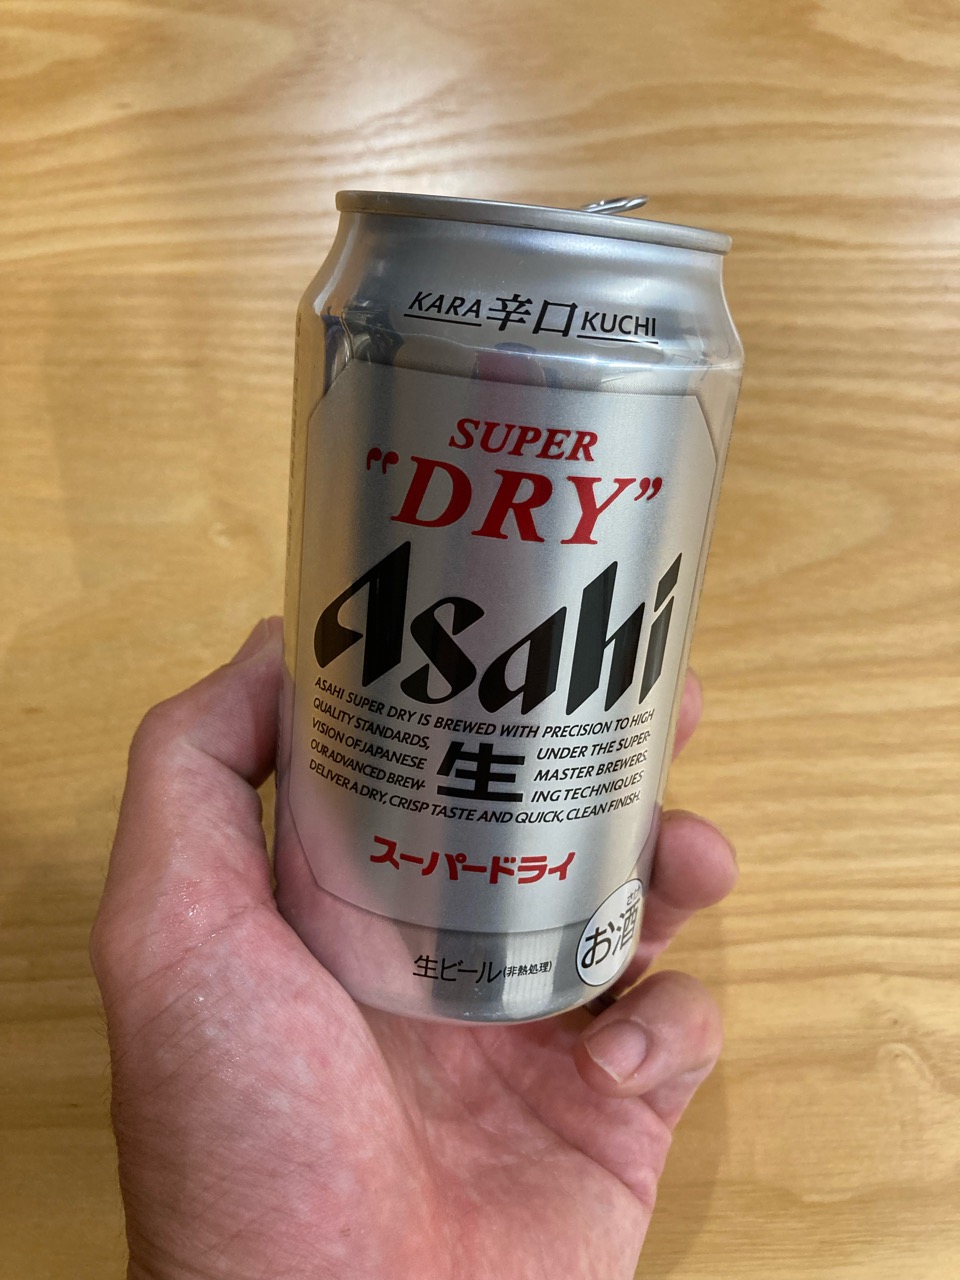 KARA 辛口 KUCHI
SUPER
"DRY"
Asahi
ASAHI SUPER DRY IS BREWED WITH PRECISION TO HIGH
QUALITY STANDARDS, UNDER THE SUPER-
VISION OF JAPANESE MASTER BREWERS.
OUR ADVANCED BREW- ING TECHNIQUES
DELIVER A DRY, CRISP TASTE AND QUICK, CLEAN FINISH.
生
スーパードライ
生ビール(非熱処理)
お酒